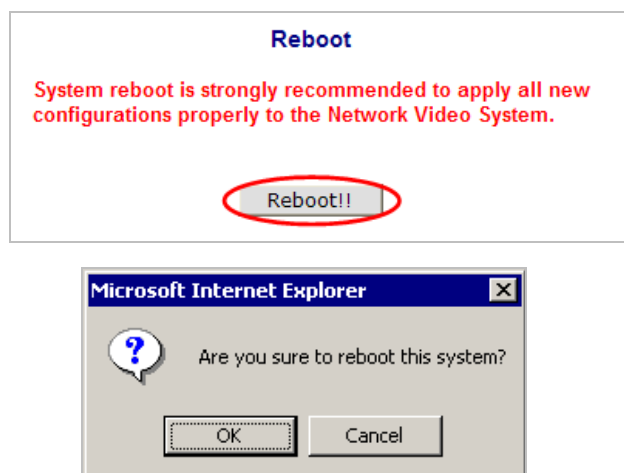 Reboot
System reboot is strongly recommended to apply all new
configurations properly to the Network Video System.
Reboot!!
Microsoft Internet Explorer
Are you sure to reboot this system?
OK Cancel